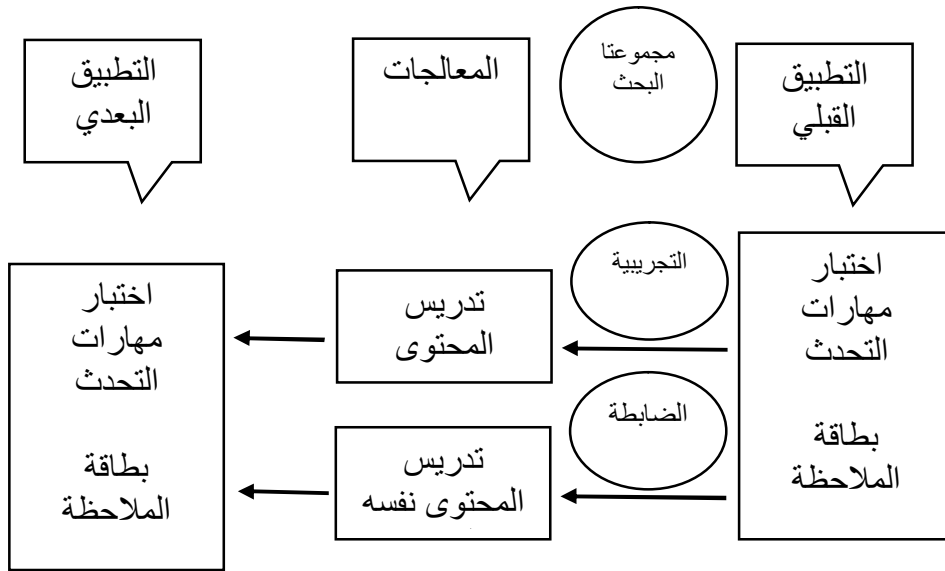 التطبيق
القبلي
مجموعتا
البحث
المعالجات
التطبيق
البعدي
اختبار
مهارات
التحدث
بطاقة
الملاحظة
التجريبية
الضابطة
تدريس
المحتوى
تدريس
المحتوى نفسه
اختبار
مهارات
التحدث
بطاقة
الملاحظة